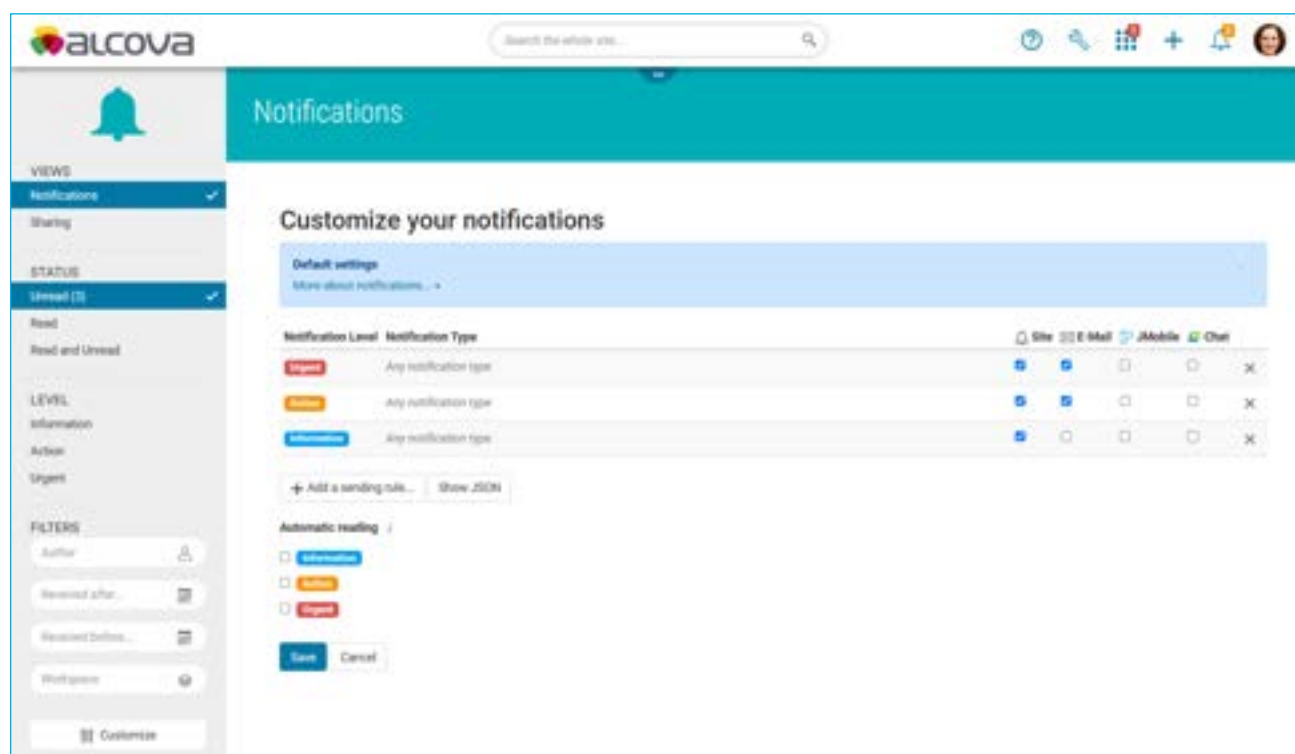 alcova
Search the whole site...
Notifications
VIEWS
Notifications
Sharing
STATUS
Unread (3)
Read
Read and Unread
LEVEL
Information
Action
Urgent
FILTERS
Author
Received after...
Received before...
Workspace
Customize
Customize your notifications
Default settings
More about notifications...
Notification Level Notification Type Site E-Mail JMobile Chat
Urgent Any notification type
Action Any notification type
Information Any notification type
+ Add a sending rule... Show JSON
Automatic reading
Information
Action
Urgent
Save Cancel